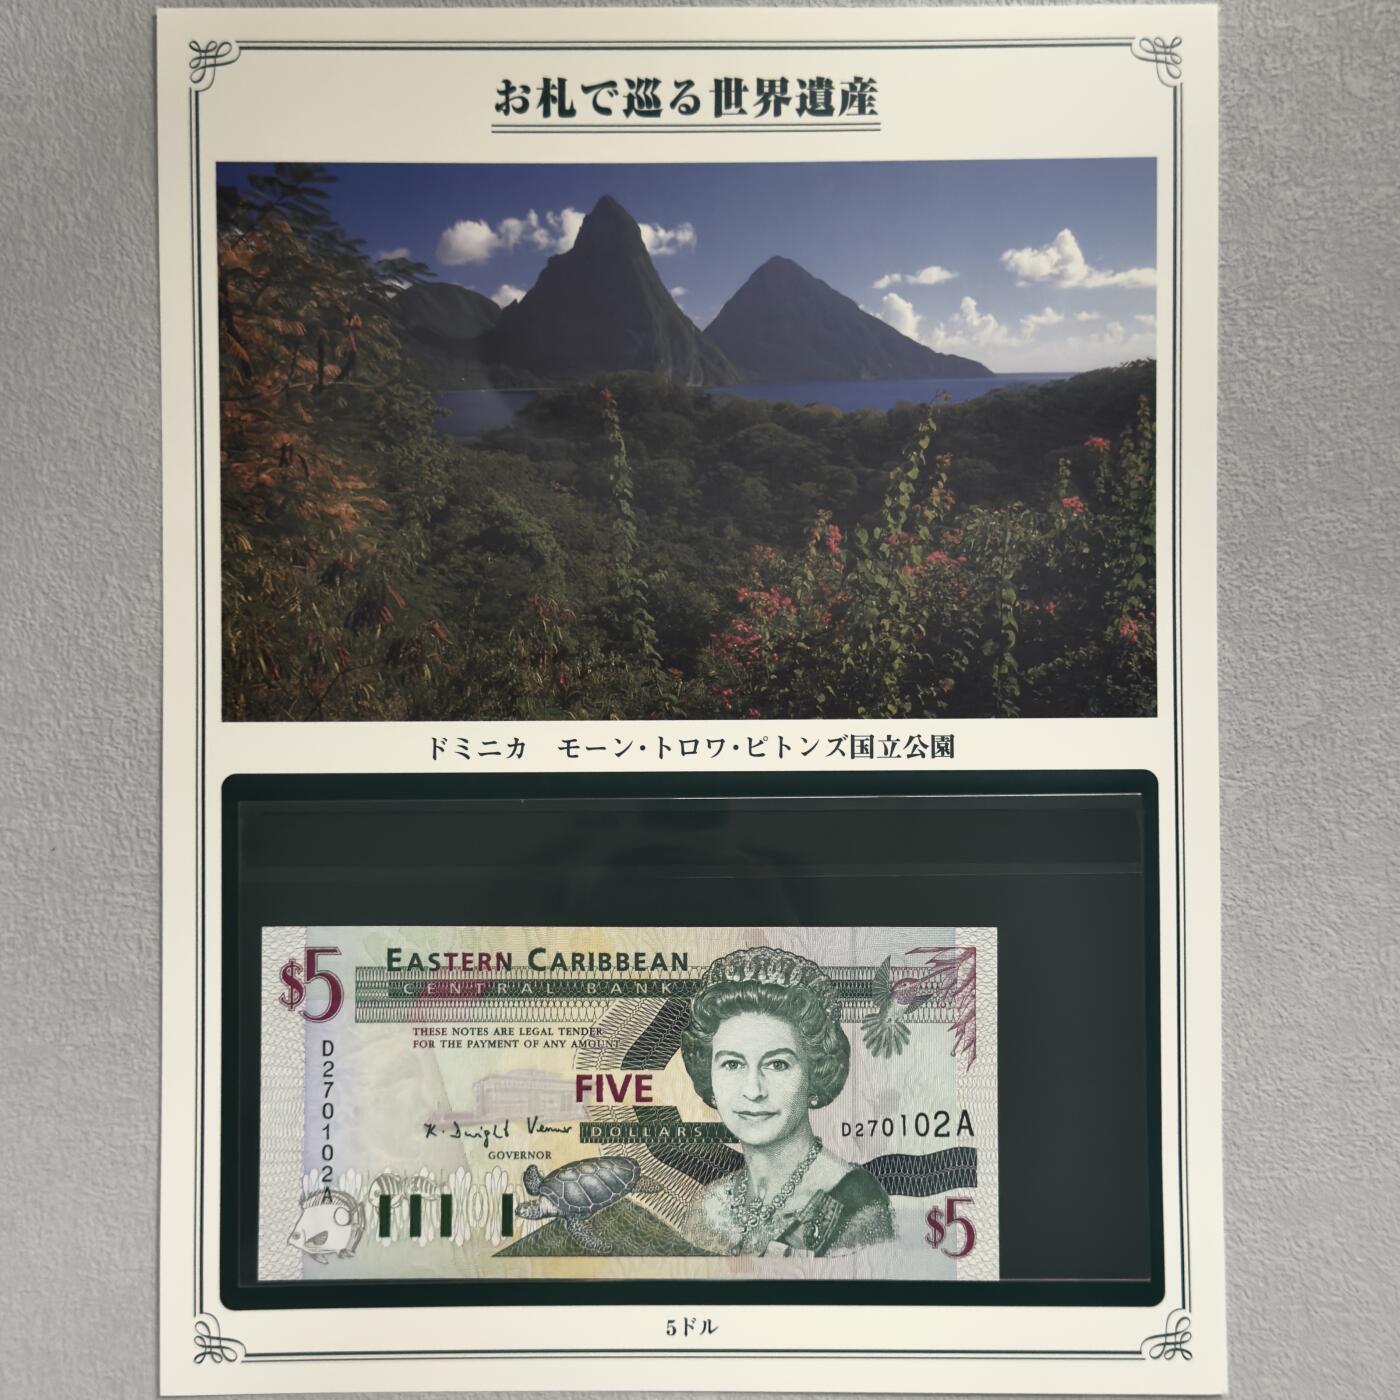 お札で巡る世界遺産
ドミニカ　モーン・トロワ・ピトンズ国立公園
$5
EASTERN CARIBBEAN
CENTRAL BANK
THESE NOTES ARE LEGAL TENDER
FOR THE PAYMENT OF ANY AMOUNT
D270102A
FIVE
DOLLARS
K. Dwight Venner
GOVERNOR
D270102A
$5
5ドル